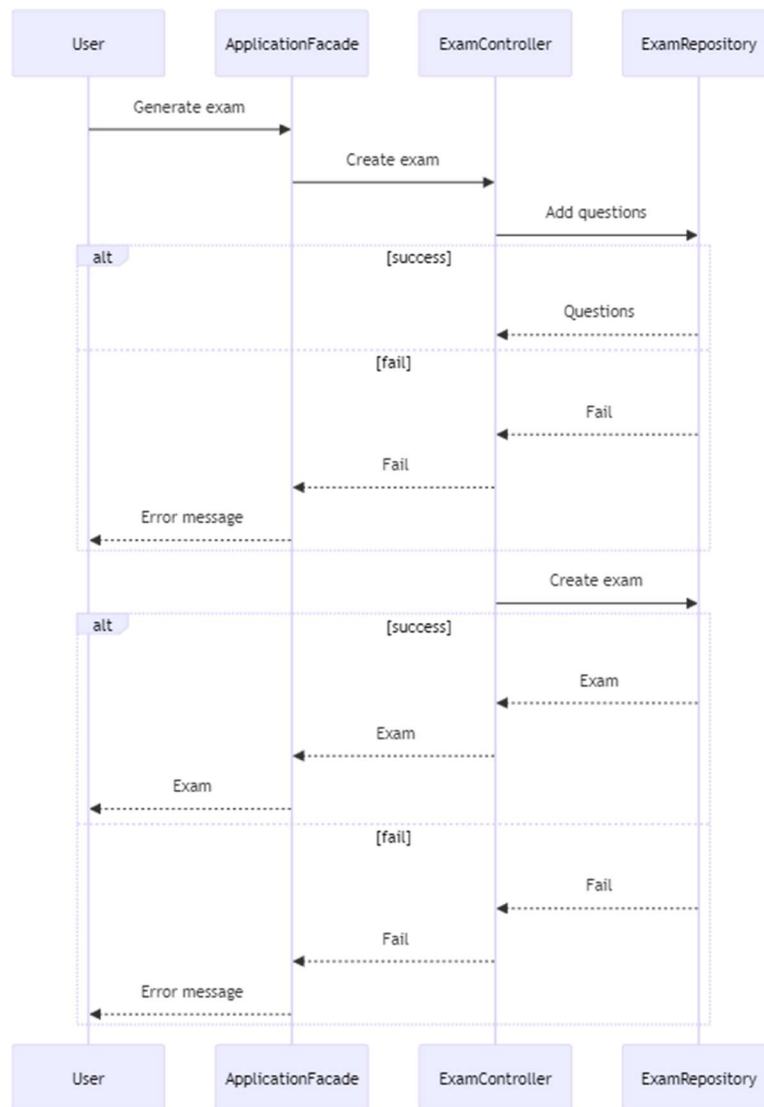 User ApplicationFacade ExamController ExamRepository
Generate exam
Create exam
Add questions
alt [success]
Questions
[fail]
Fail
Fail
Error message
Create exam
alt [success]
Exam
Exam
Exam
[fail]
Fail
Fail
Error message
User ApplicationFacade ExamController ExamRepository